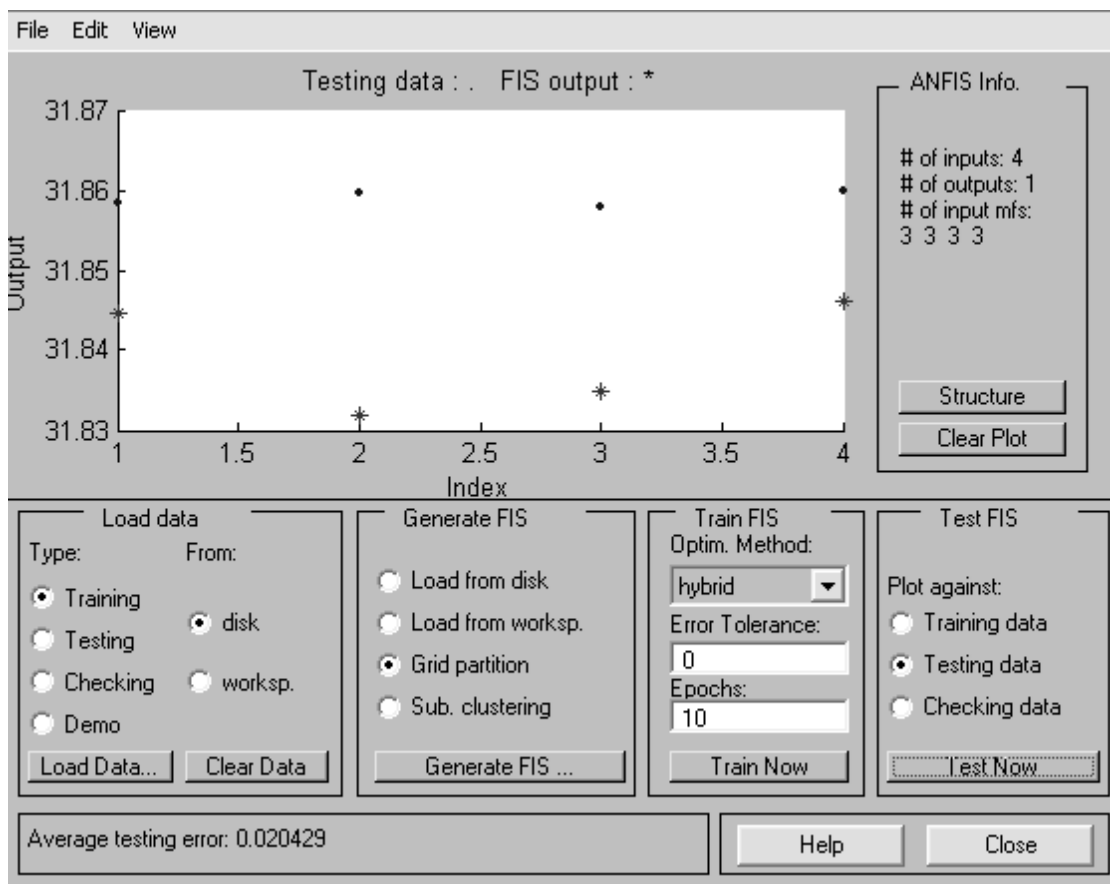 File Edit View
Testing data : . FIS output : *
31.87
31.86
31.85
31.84
31.83
Output
1 1.5 2 2.5 3 3.5 4
Index
ANFIS Info.
# of inputs: 4
# of outputs: 1
# of input mfs:
3 3 3 3
Structure
Clear Plot
Load data
Type: From:
Training
Testing
Checking
Demo
disk
worksp.
Load Data... Clear Data
Generate FIS
Load from disk
Load from worksp.
Grid partition
Sub. clustering
Generate FIS ...
Train FIS
Optim. Method:
hybrid
Error Tolerance:
0
Epochs:
10
Train Now
Test FIS
Plot against:
Training data
Testing data
Checking data
Test Now
Average testing error: 0.020429
Help Close